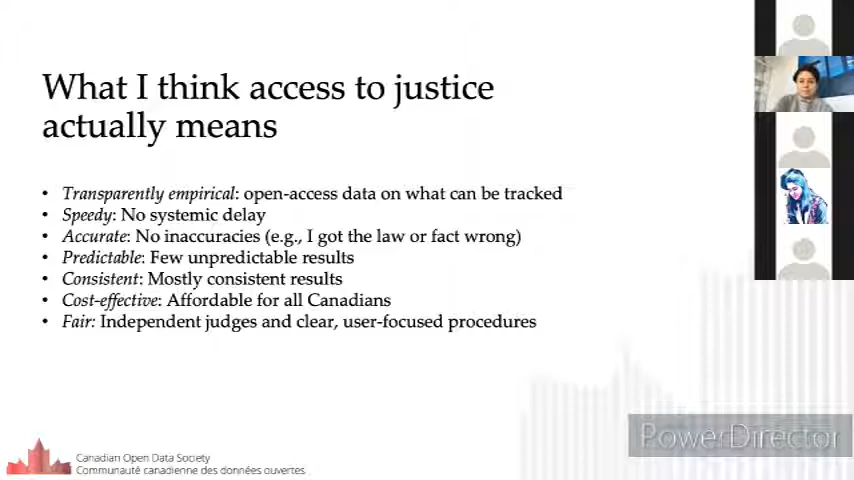 What I think access to justice
actually means
• Transparently empirical: open-access data on what can be tracked
• Speedy: No systemic delay
• Accurate: No inaccuracies (e.g., I got the law or fact wrong)
• Predictable: Few unpredictable results
• Consistent: Mostly consistent results
• Cost-effective: Affordable for all Canadians
• Fair: Independent judges and clear, user-focused procedures
PowerDirector
Canadian Open Data Society
Communauté canadienne des données ouvertes